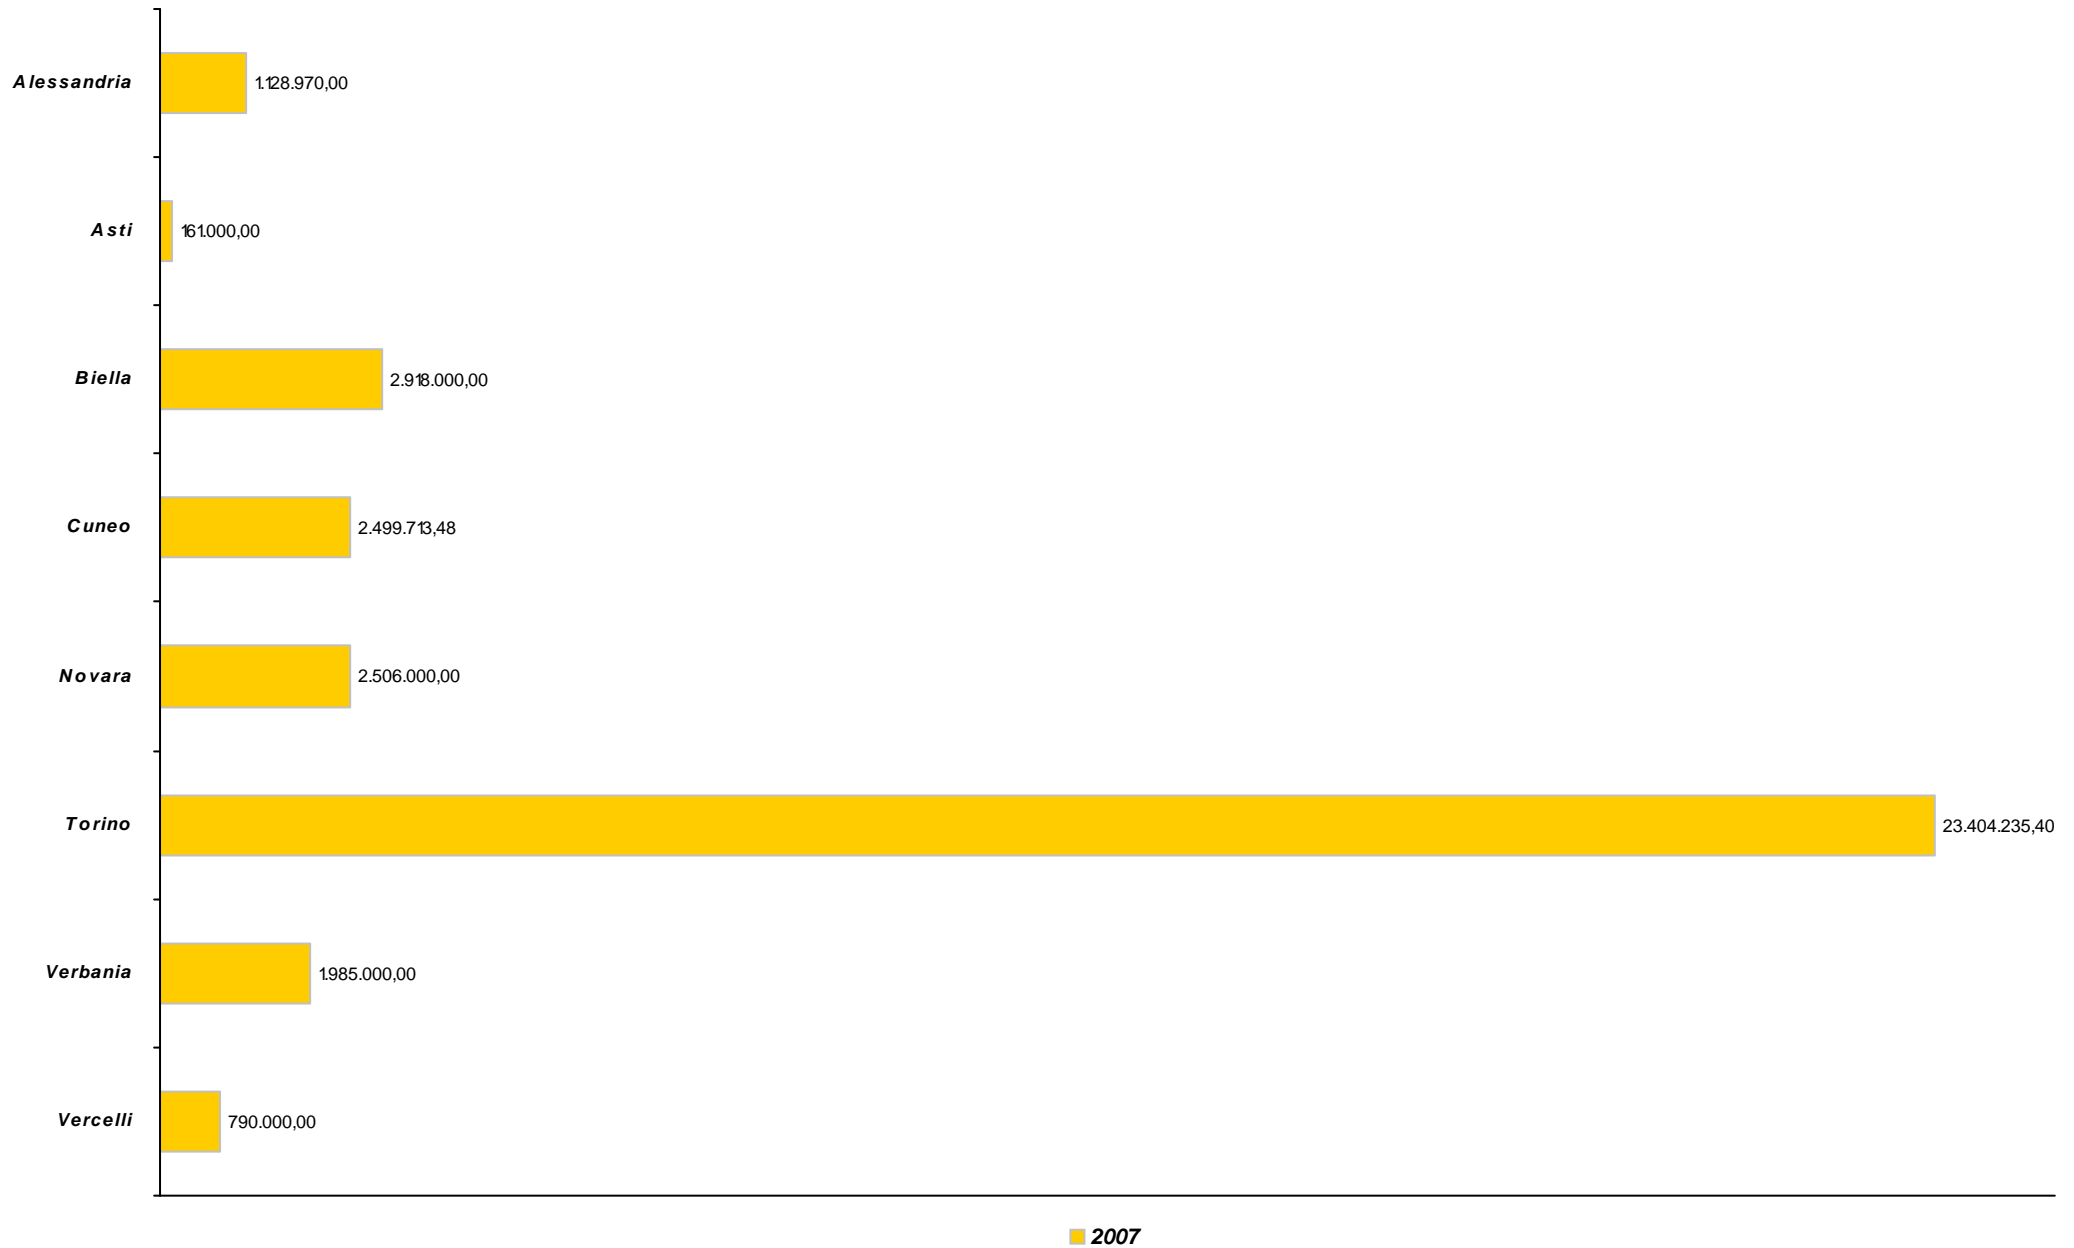 Alessandria 1.128.970,00
Asti 161.000,00
Biella 2.918.000,00
Cuneo 2.499.713,48
Novara 2.506.000,00
Torino 23.404.235,40
Verbania 1.985.000,00
Vercelli 790.000,00
2007